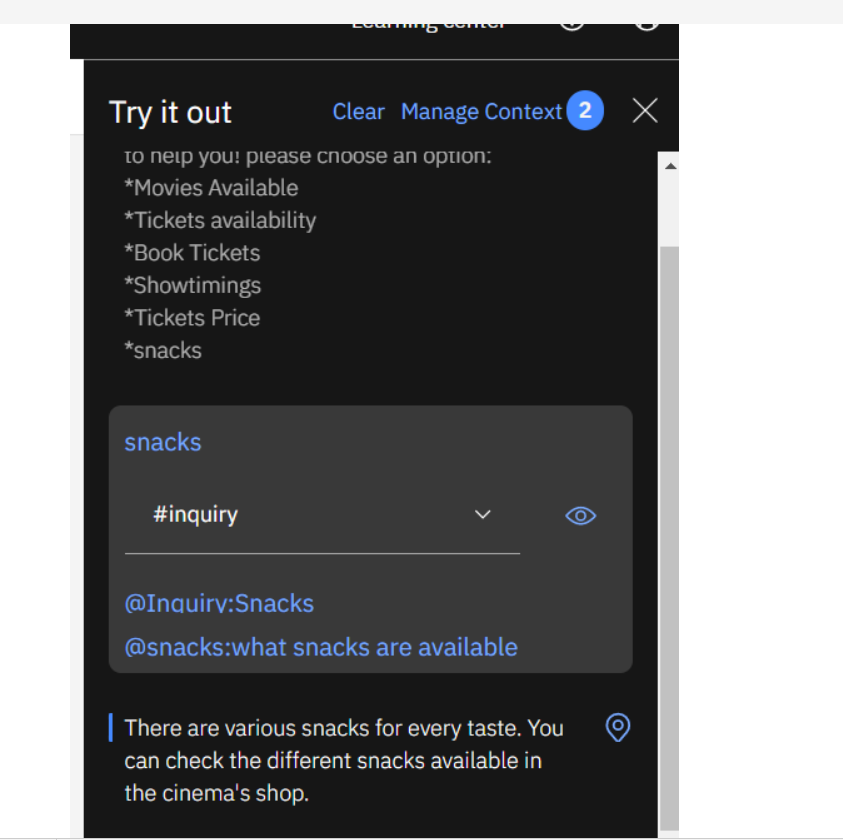 Learning Center
Try it out
Clear Manage Context 2
to help you! please choose an option:
*Movies Available
*Tickets availability
*Book Tickets
*Showtimings
*Tickets Price
*snacks
snacks
#inquiry
@Inquiry:Snacks
@snacks:what snacks are available
There are various snacks for every taste. You
can check the different snacks available in
the cinema's shop.